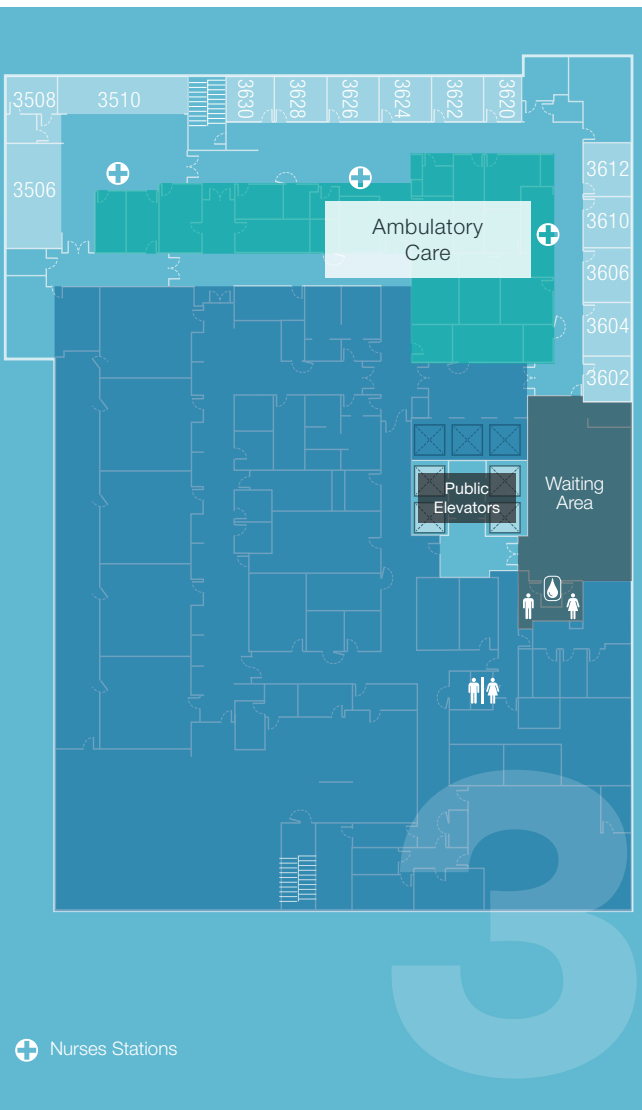 3508
3510
3630
3628
3626
3624
3622
3620
3506
3612
3610
3606
3604
3602
Ambulatory
Care
Public
Elevators
Waiting
Area
3
Nurses Stations